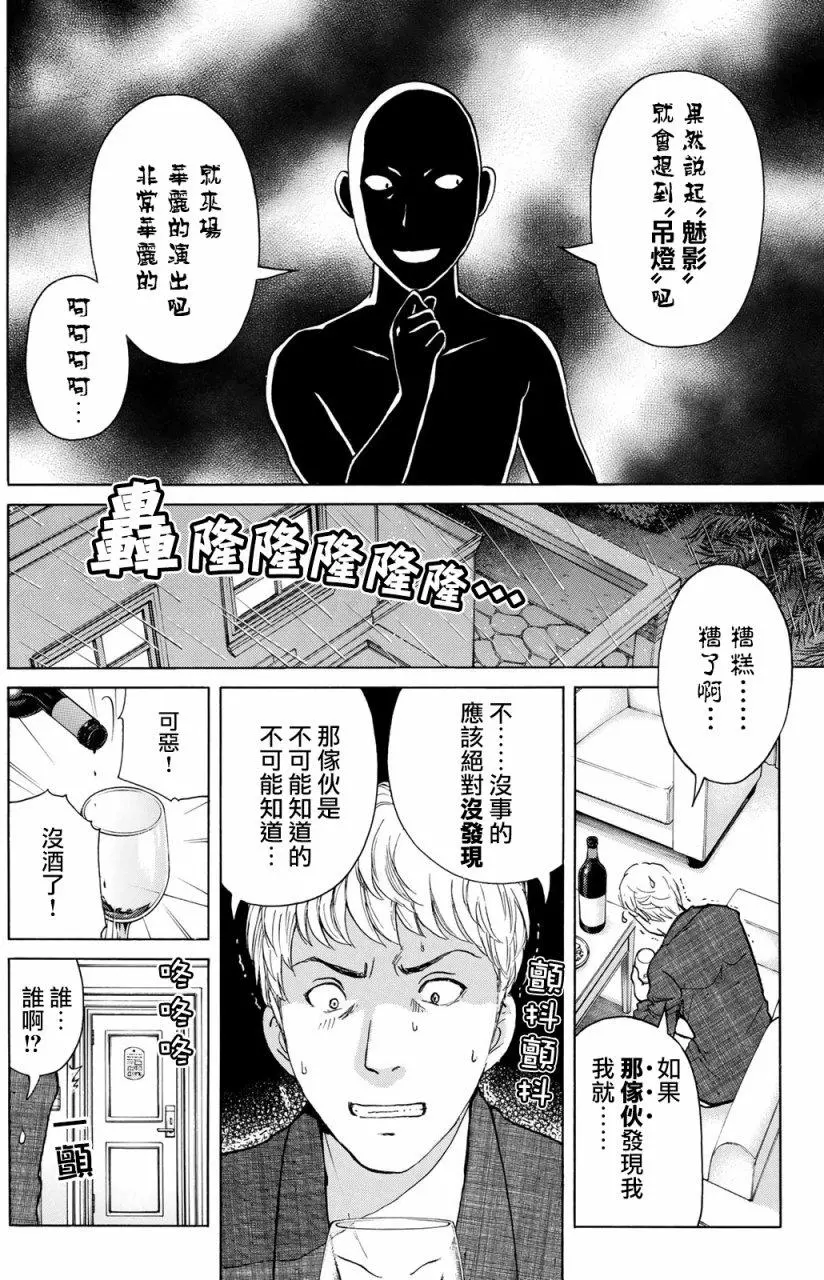 果然說起〝魅影〞
就會想到〝吊燈〞吧
就來場
華麗的演出吧
非常華麗的
呵呵呵呵…
轟隆隆隆隆隆…
糟糕……
糟了啊…
如果
那傢伙發現我
我就……
不……沒事的
應該絕對沒發現
那傢伙是
不可能知道的
不可能知道…
顫抖顫抖
可惡！
沒酒了！
咚咚咚
誰…
誰啊!?
一顫